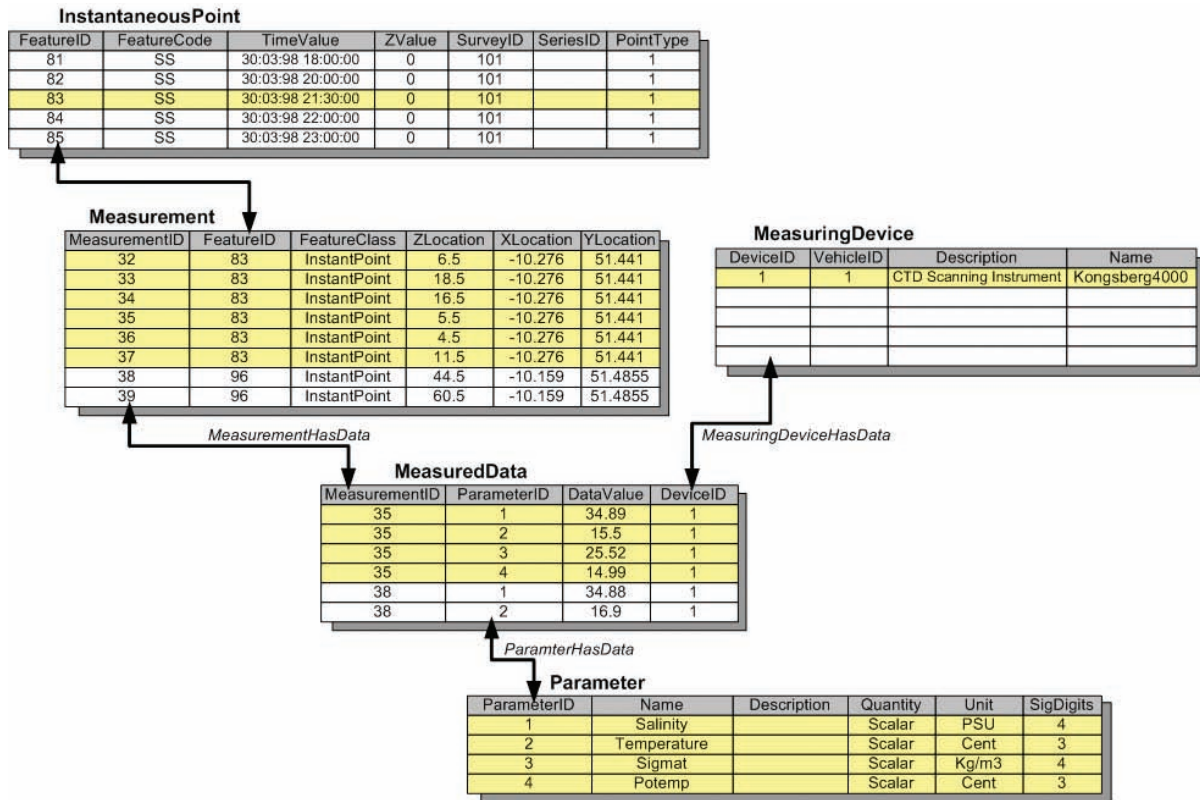 InstantaneousPoint
FeatureID FeatureCode TimeValue ZValue SurveyID SeriesID PointType
81 SS 30:03:98 18:00:00 0 101 1
82 SS 30:03:98 20:00:00 0 101 1
83 SS 30:03:98 21:30:00 0 101 1
84 SS 30:03:98 22:00:00 0 101 1
85 SS 30:03:98 23:00:00 0 101 1
Measurement
MeasurementID FeatureID FeatureClass ZLocation XLocation YLocation
32 83 InstantPoint 6.5 -10.276 51.441
33 83 InstantPoint 18.5 -10.276 51.441
34 83 InstantPoint 16.5 -10.276 51.441
35 83 InstantPoint 5.5 -10.276 51.441
36 83 InstantPoint 4.5 -10.276 51.441
37 83 InstantPoint 11.5 -10.276 51.441
38 96 InstantPoint 44.5 -10.159 51.4855
39 96 InstantPoint 60.5 -10.159 51.4855
MeasuringDevice
DeviceID VehicleID Description Name
1 1 CTD Scanning Instrument Kongsberg4000
MeasurementHasData
MeasuringDeviceHasData
MeasuredData
MeasurementID ParameterID DataValue DeviceID
35 1 34.89 1
35 2 15.5 1
35 3 25.52 1
35 4 14.99 1
38 1 34.88 1
38 2 16.9 1
ParamterHasData
Parameter
ParameterID Name Description Quantity Unit SigDigits
1 Salinity Scalar PSU 4
2 Temperature Scalar Cent 3
3 Sigmat Scalar Kg/m3 4
4 Potemp Scalar Cent 3